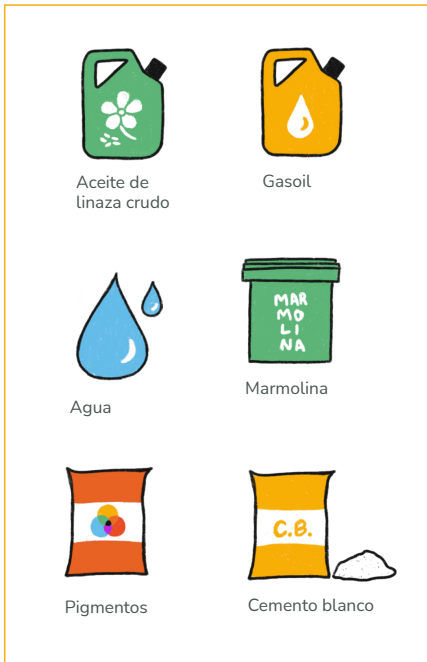 Aceite de
linaza crudo
Gasoil
Agua
MAR
MO
LI
NA
Marmolina
Pigmentos
C.B.
Cemento blanco